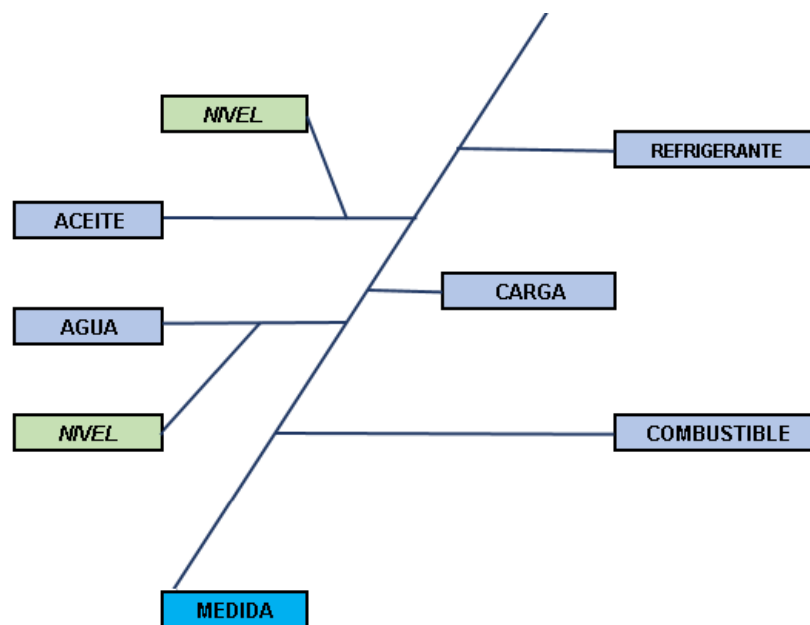 NIVEL
REFRIGERANTE
ACEITE
CARGA
AGUA
NIVEL
COMBUSTIBLE
MEDIDA